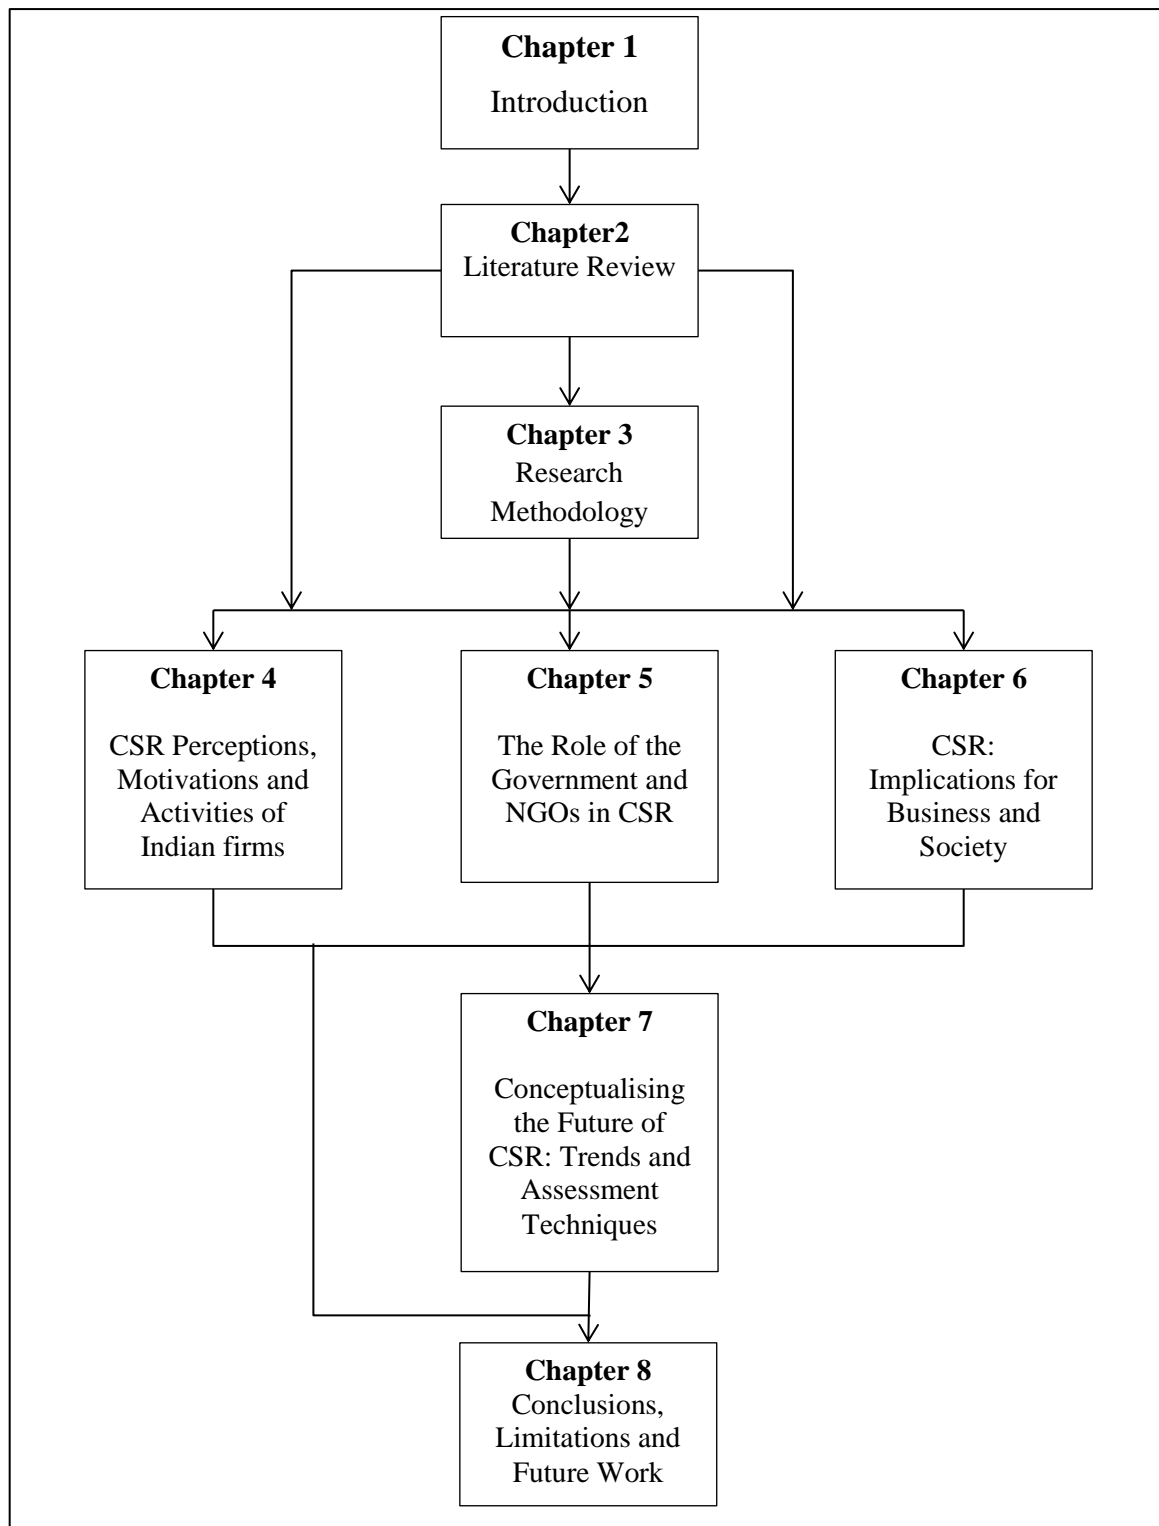 Chapter 1
Introduction
Chapter2
Literature Review
Chapter 3
Research
Methodology
Chapter 4
CSR Perceptions,
Motivations and
Activities of
Indian firms
Chapter 5
The Role of the
Government and
NGOs in CSR
Chapter 6
CSR:
Implications for
Business and
Society
Chapter 7
Conceptualising
the Future of
CSR: Trends and
Assessment
Techniques
Chapter 8
Conclusions,
Limitations and
Future Work